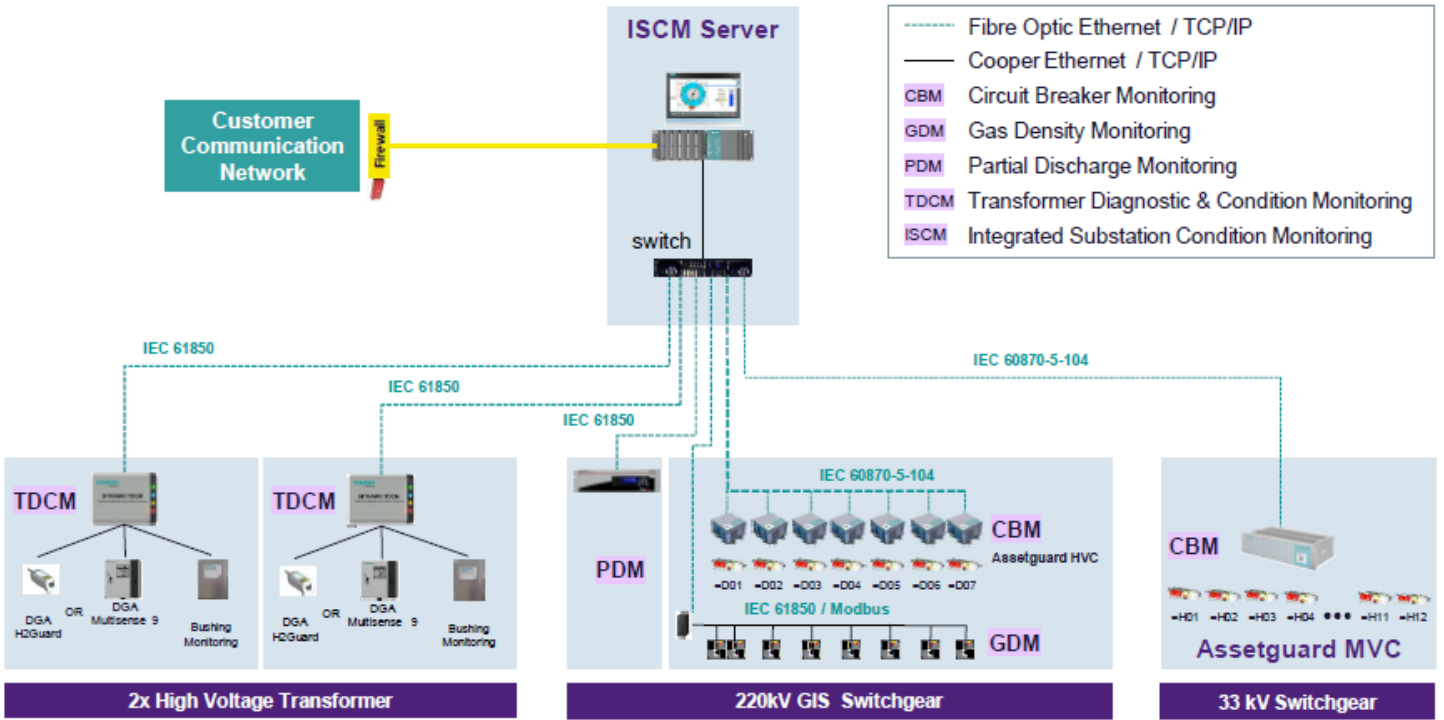 ISCM Server
Fibre Optic Ethernet / TCP/IP
Cooper Ethernet / TCP/IP
CBM Circuit Breaker Monitoring
GDM Gas Density Monitoring
PDM Partial Discharge Monitoring
TDCM Transformer Diagnostic & Condition Monitoring
ISCM Integrated Substation Condition Monitoring
Customer
Communication
Network
Firewall
switch
IEC 61850
IEC 61850
IEC 61850
IEC 60870-5-104
TDCM
DGA
H2Guard
OR
DGA
Multisense 9
Bushing
Monitoring
TDCM
DGA
H2Guard
OR
DGA
Multisense 9
Bushing
Monitoring
2x High Voltage Transformer
PDM
IEC 60870-5-104
CBM
Assetguard HVC
=D01 =D02 =D03 =D04 =D05 =D06 =D07
IEC 61850 / Modbus
GDM
220kV GIS Switchgear
CBM
=H01 =H02 =H03 =H04 ●●● =H11 =H12
Assetguard MVC
33 kV Switchgear